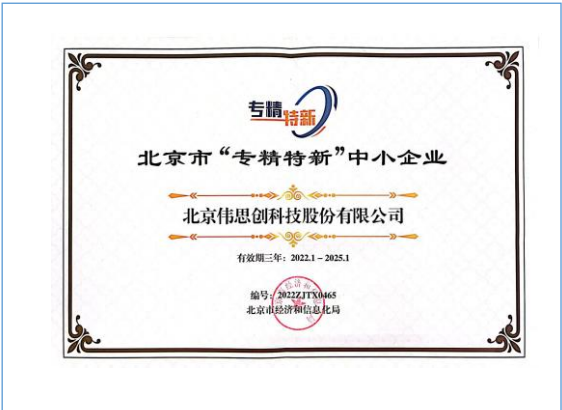 专精特新
北京市“专精特新”中小企业
北京伟思创科技股份有限公司
有效期三年：2022.1－2025.1
编号：2022ZJTX0465
北京市经济和信息化局